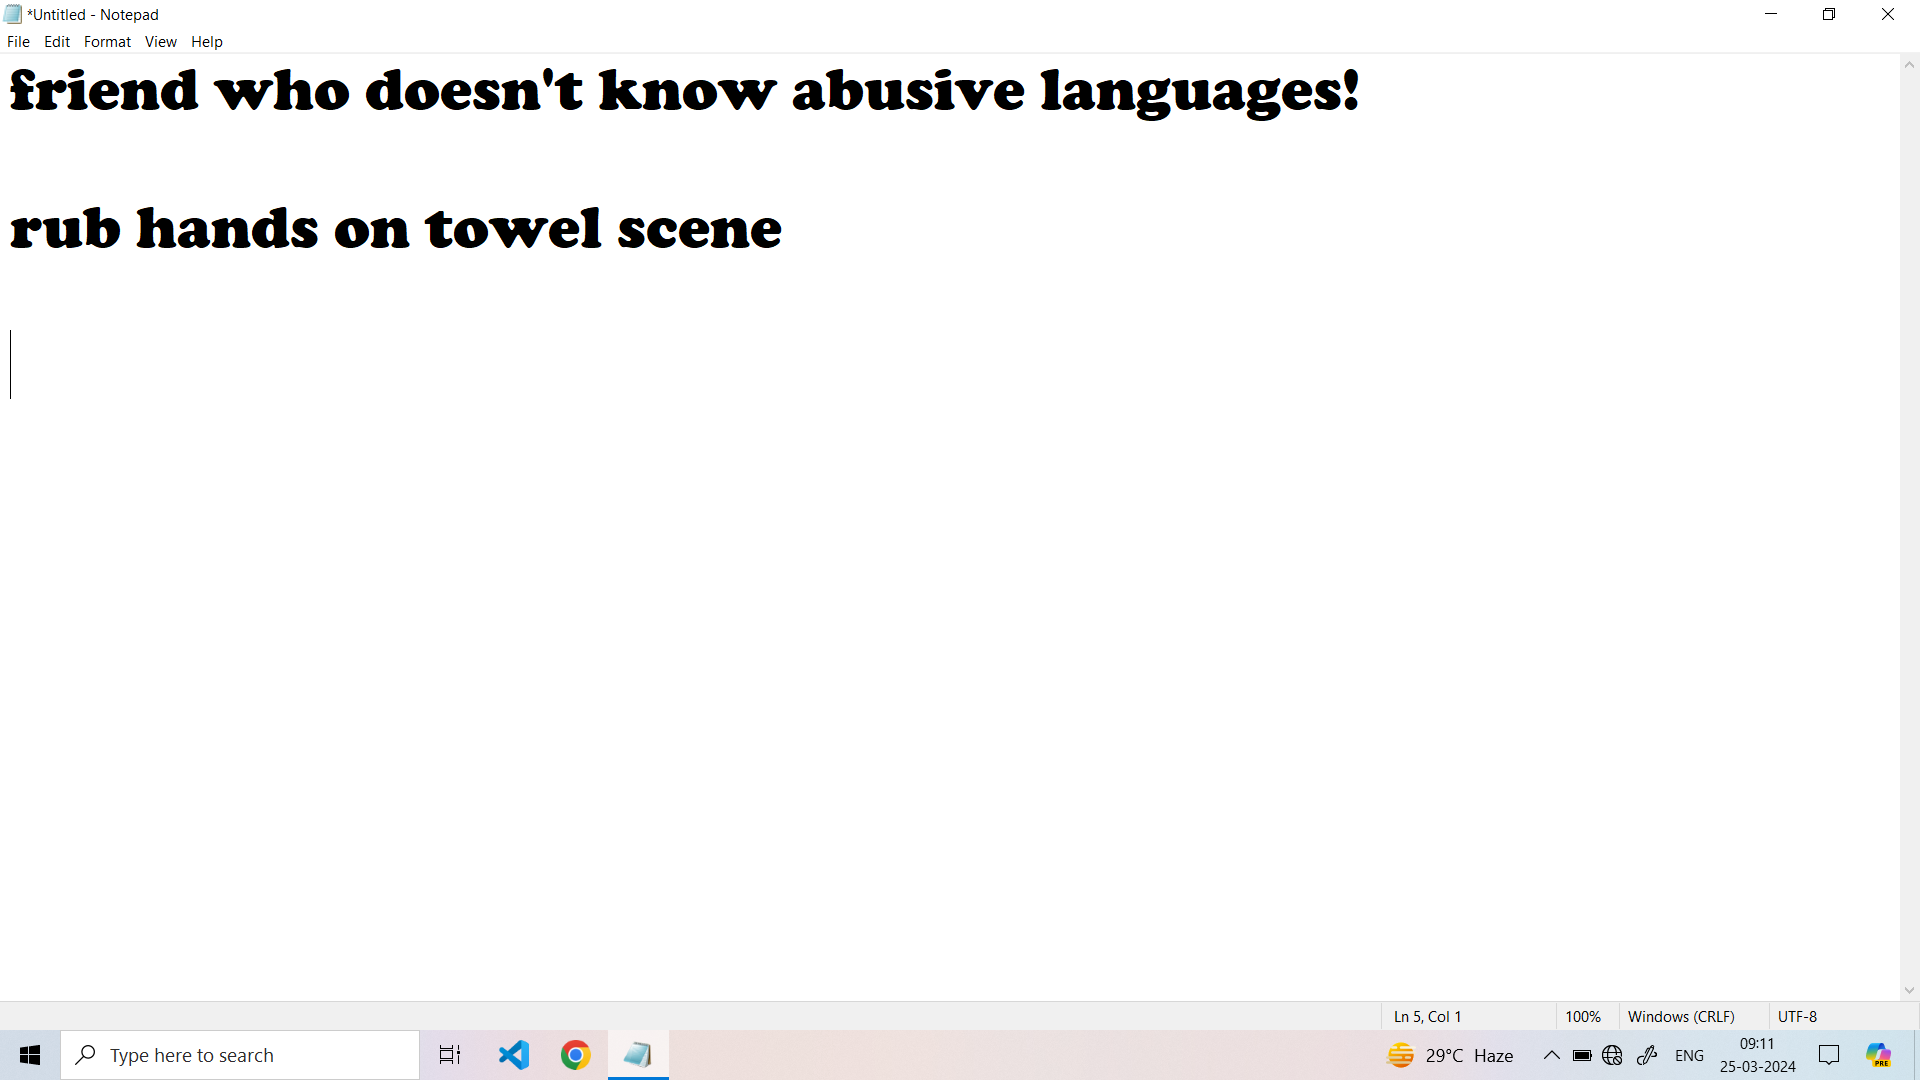 *Untitled - Notepad
File Edit Format View Help
friend who doesn't know abusive languages!
rub hands on towel scene
Ln 5, Col 1 100% Windows (CRLF) UTF-8
Type here to search 29°C Haze ENG 09:11
25-03-2024
PRE